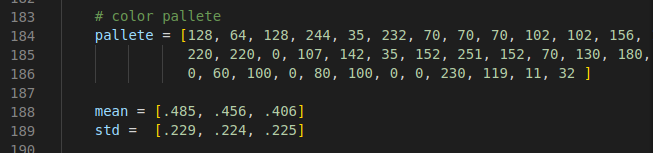 183 # color pallete
184 pallete = [128, 64, 128, 244, 35, 232, 70, 70, 70, 102, 102, 156,
185 220, 220, 0, 107, 142, 35, 152, 251, 152, 70, 130, 180,
186 0, 60, 100, 0, 80, 100, 0, 0, 230, 119, 11, 32 ]
187
188 mean = [.485, .456, .406]
189 std =  [.229, .224, .225]
190